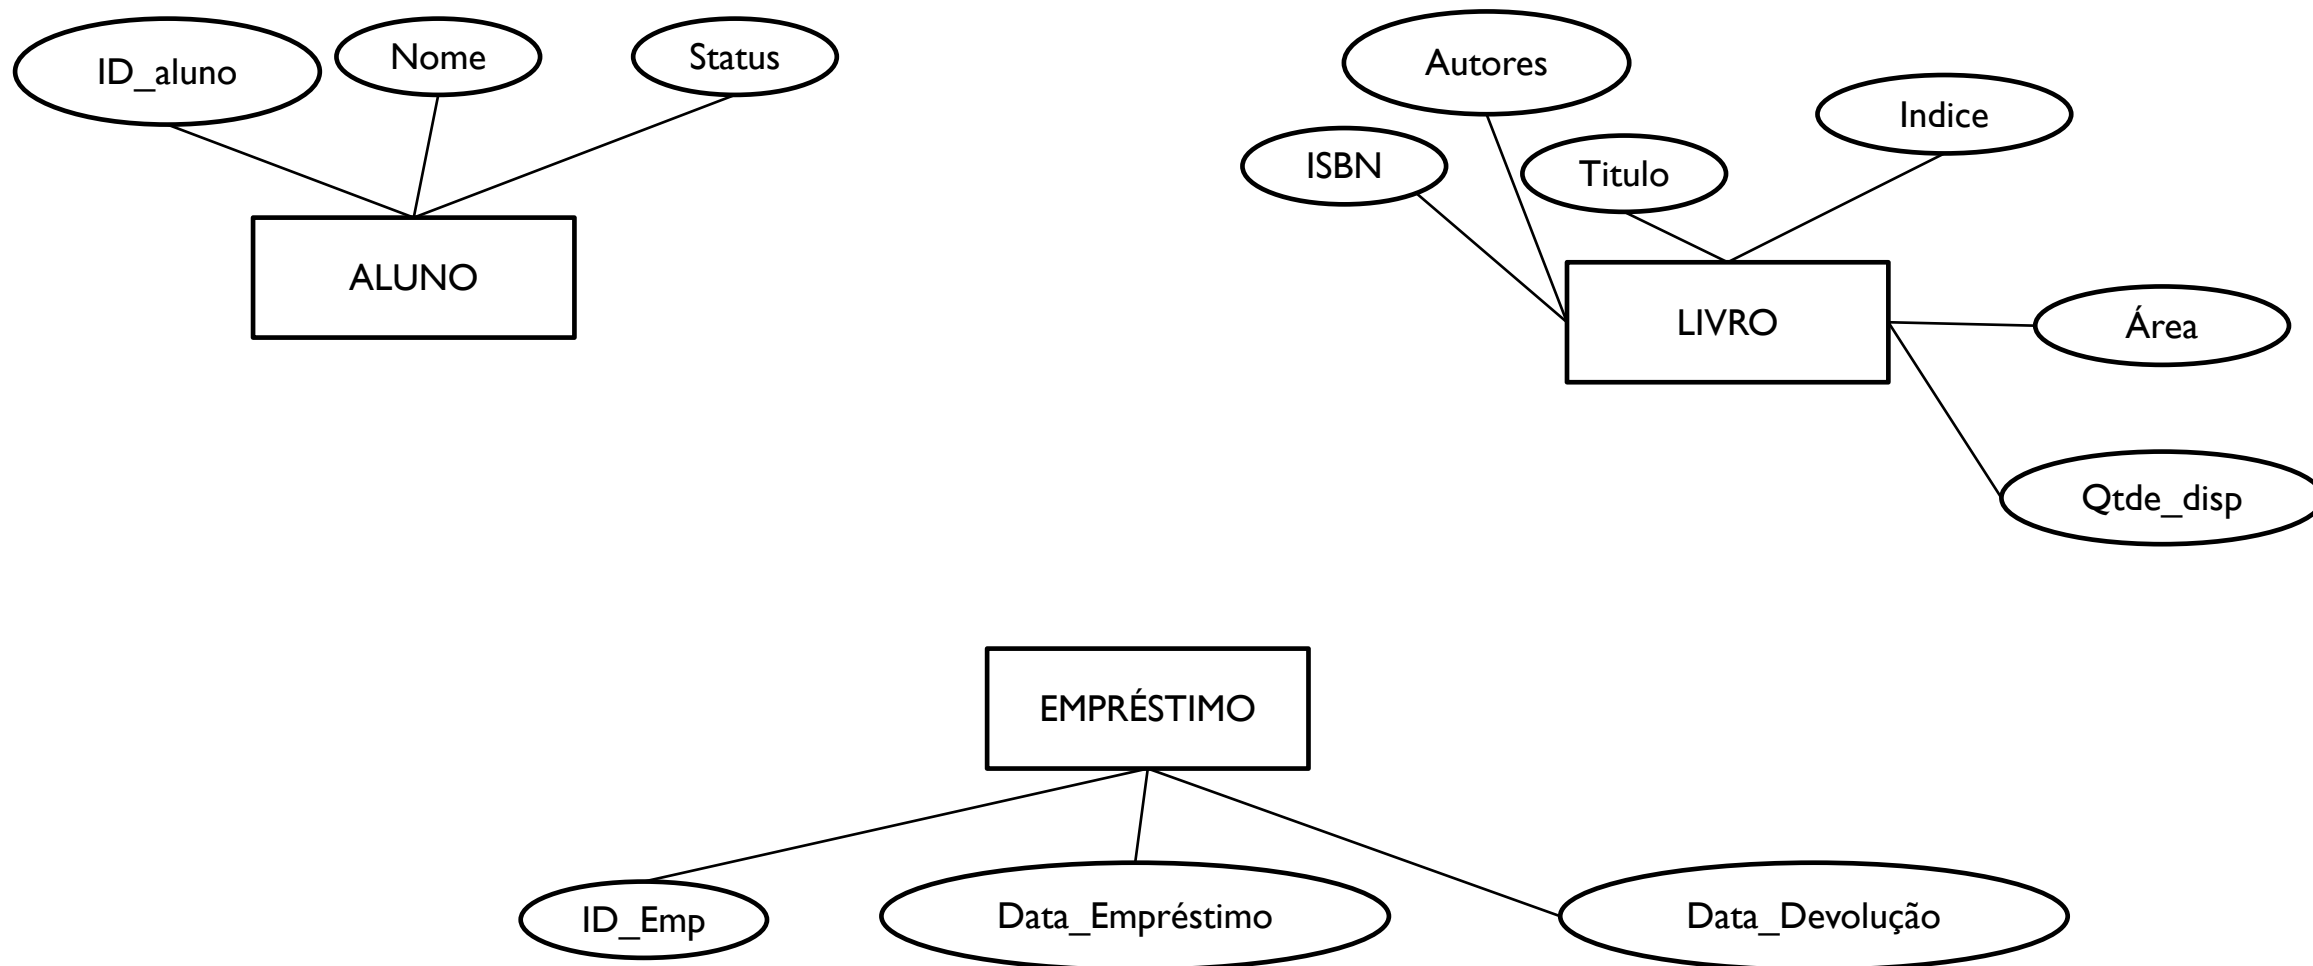 ID_aluno
Nome
Status
ALUNO
Autores
ISBN
Titulo
Indice
LIVRO
Área
Qtde_disp
EMPRÉSTIMO
ID_Emp
Data_Empréstimo
Data_Devolução